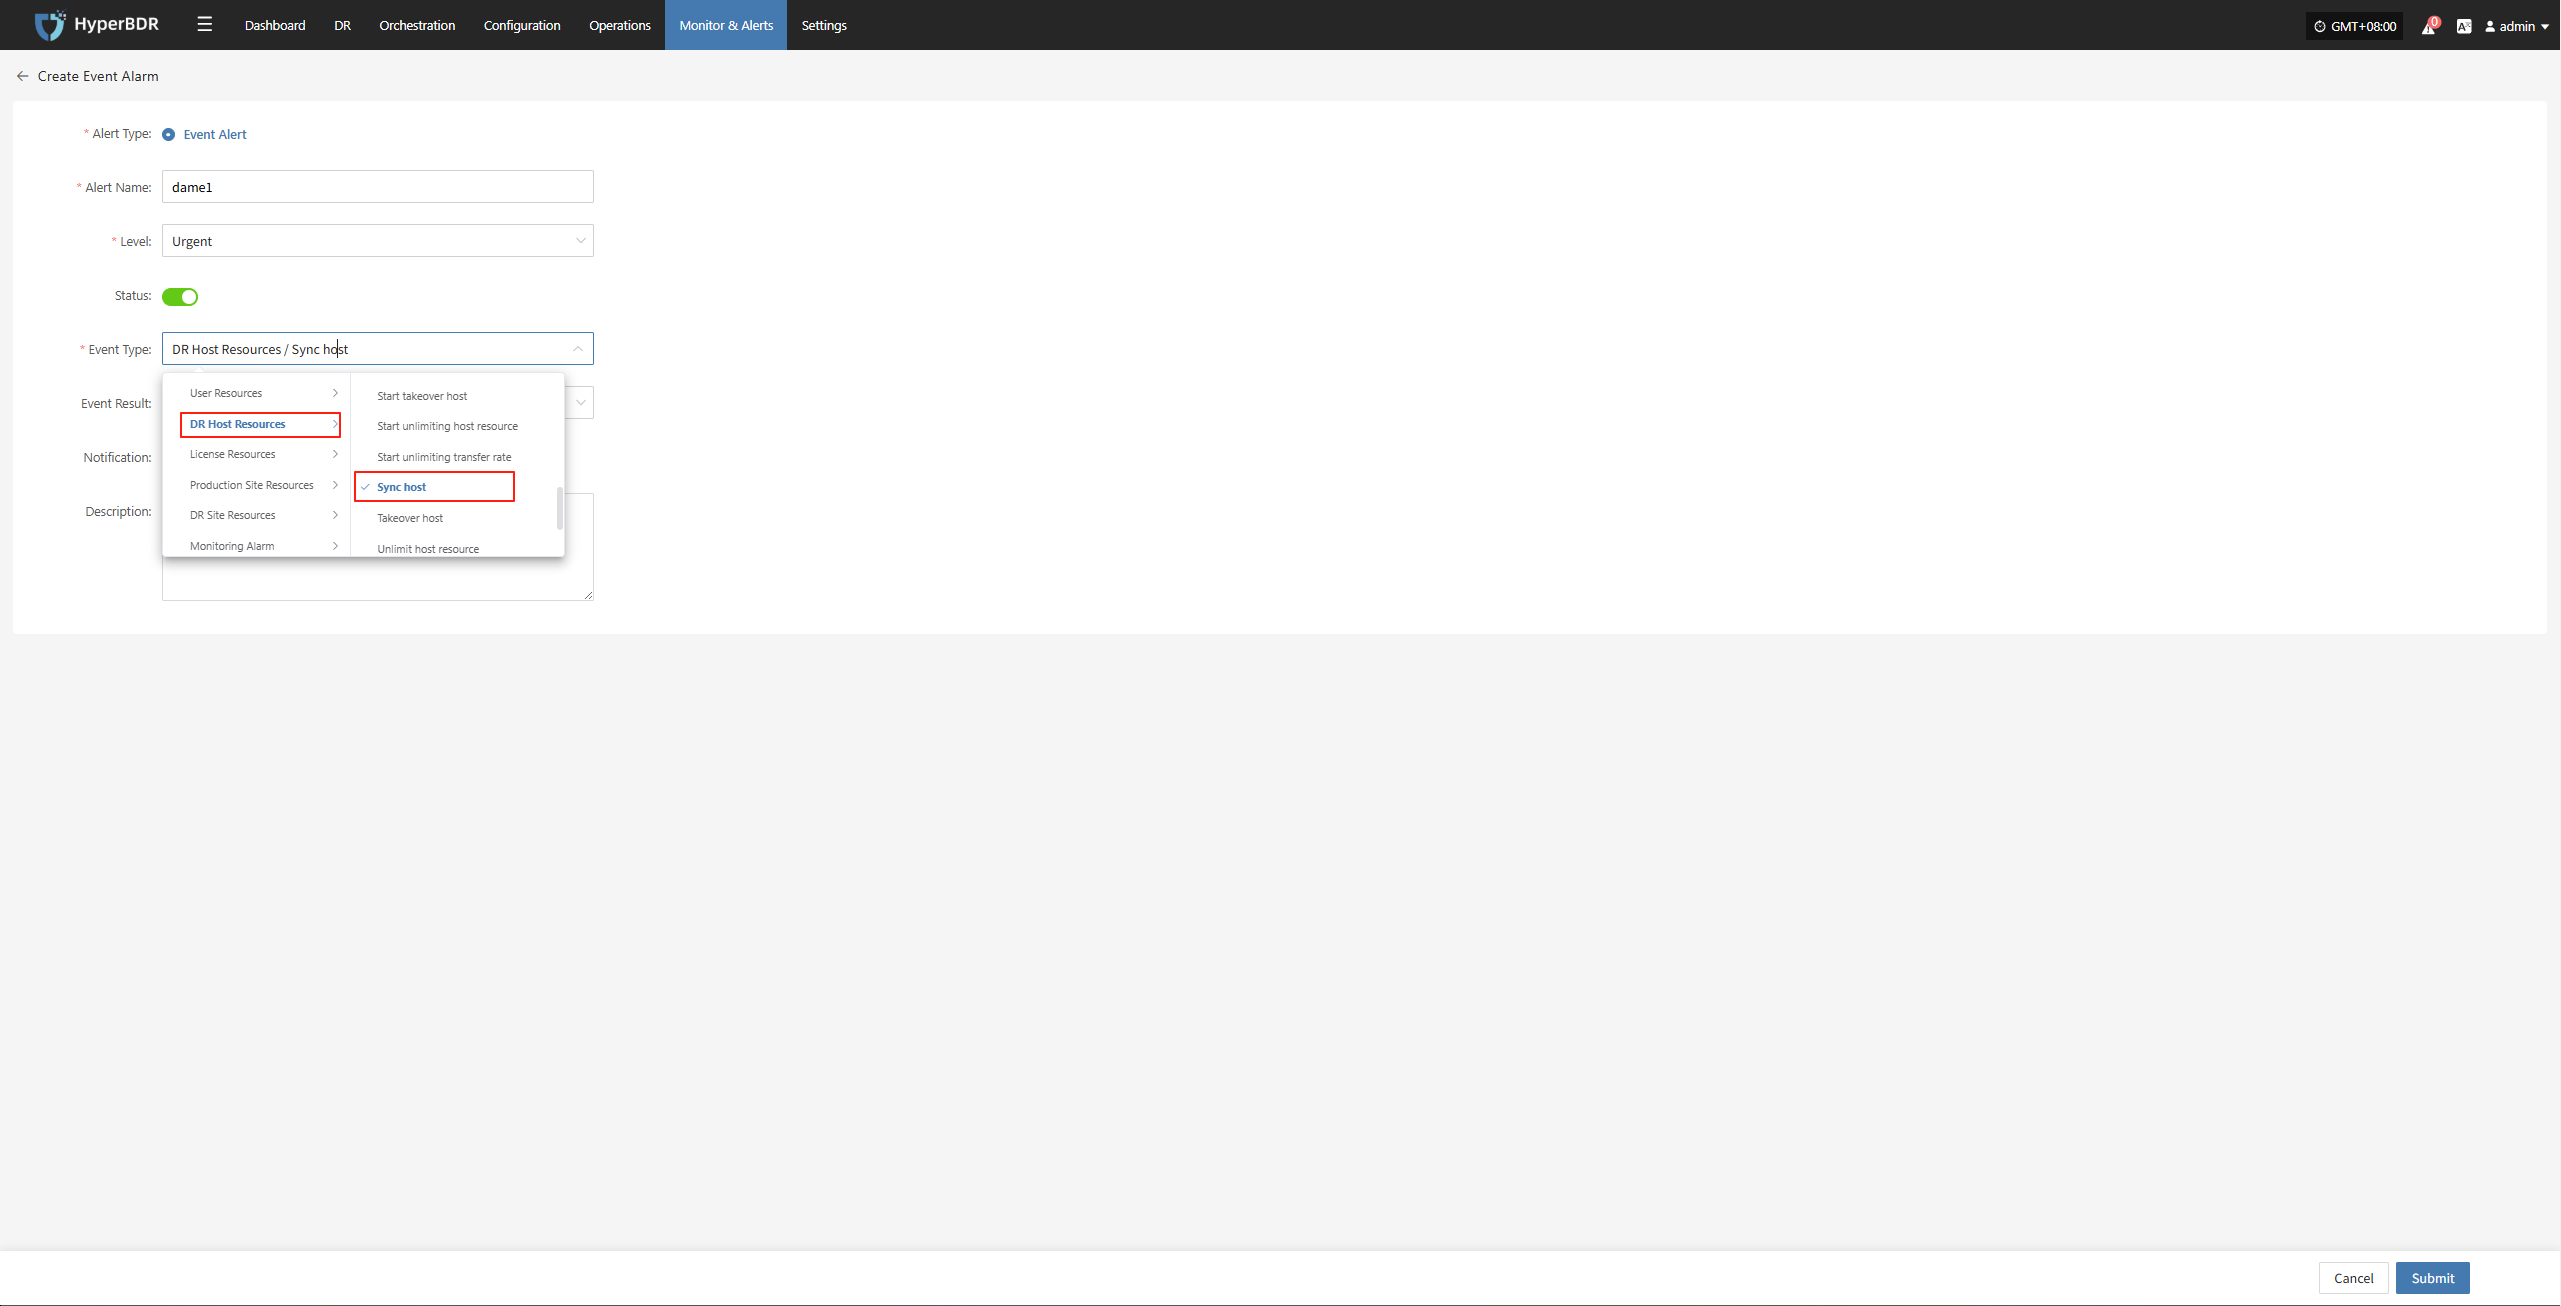 HyperBDR Dashboard DR Orchestration Configuration Operations Monitor & Alerts Settings GMT+08:00 0 A admin
Create Event Alarm
* Alert Type: Event Alert
* Alert Name: dame1
* Level: Urgent
Status:
* Event Type: DR Host Resources / Sync host
Event Result:
Notification:
Description:
User Resources
DR Host Resources
License Resources
Production Site Resources
DR Site Resources
Monitoring Alarm
Start takeover host
Start unlimiting host resource
Start unlimiting transfer rate
Sync host
Takeover host
Unlimit host resource
Cancel Submit